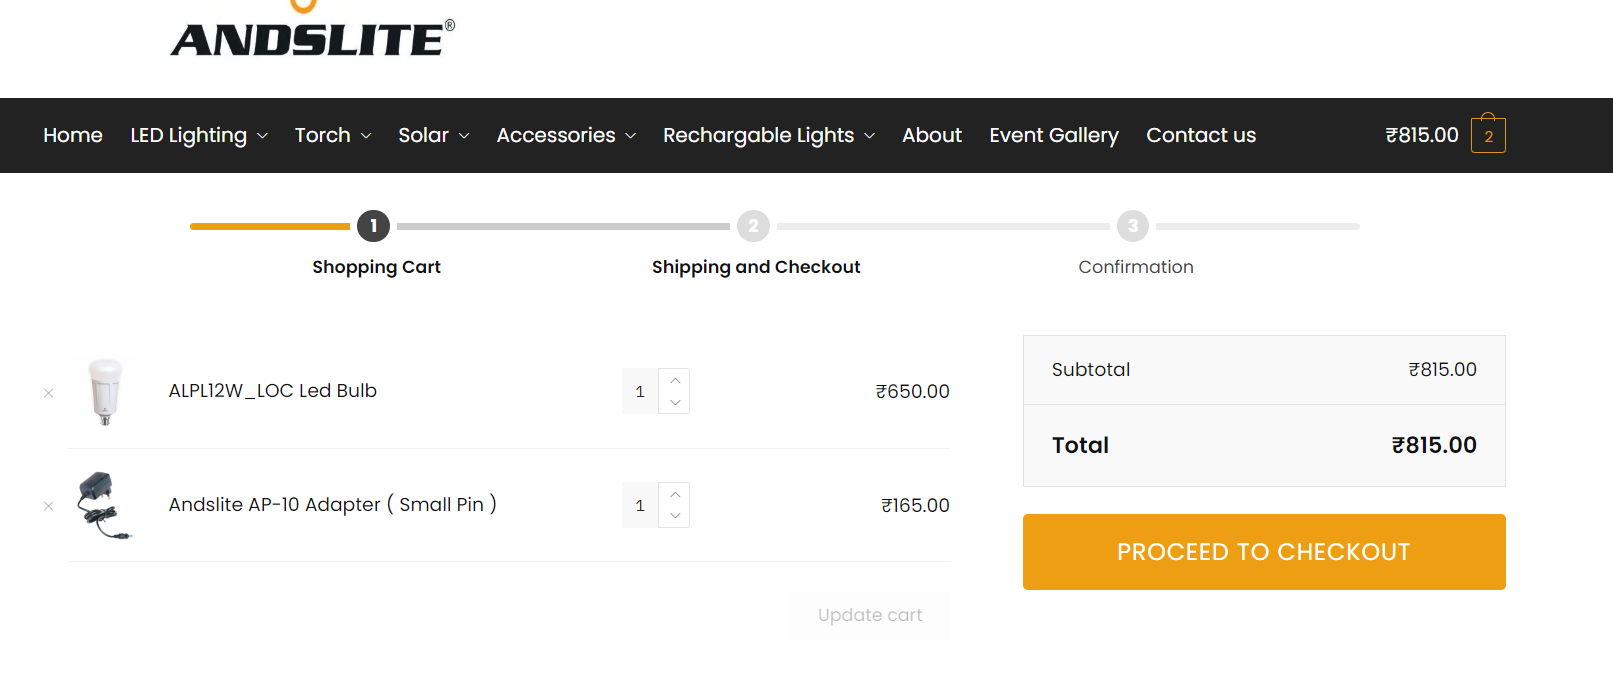 ANDSLITE®
Home LED Lighting Torch Solar Accessories Rechargable Lights About Event Gallery Contact us ₹815.00 2
1 2 3
Shopping Cart Shipping and Checkout Confirmation
× ALPL12W_LOC Led Bulb 1 ₹650.00
× Andslite AP-10 Adapter ( Small Pin ) 1 ₹165.00
Update cart
Subtotal ₹815.00
Total ₹815.00
PROCEED TO CHECKOUT